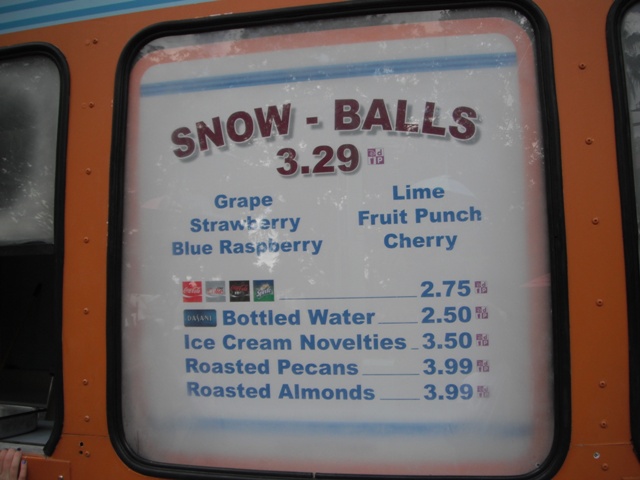 SNOW - BALLS
3.29
Grape
Strawberry
Blue Raspberry
Lime
Fruit Punch
Cherry
2.75
DASANI Bottled Water 2.50
Ice Cream Novelties 3.50
Roasted Pecans 3.99
Roasted Almonds 3.99